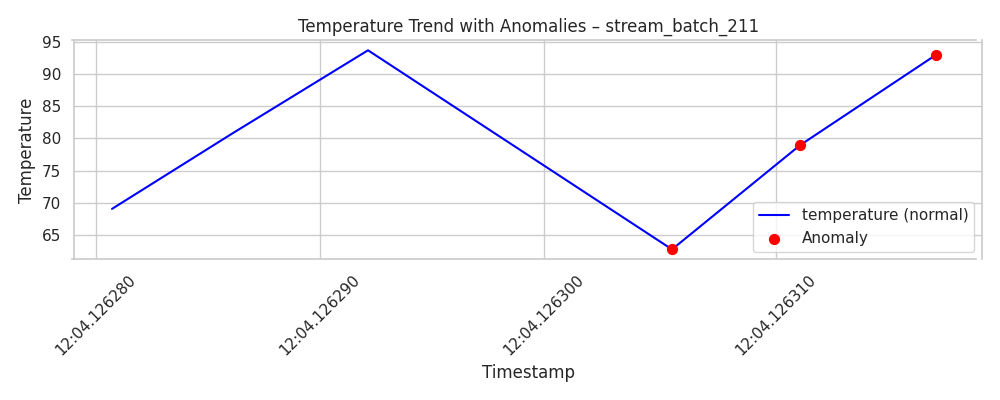 Temperature Trend with Anomalies – stream_batch_211
Temperature
95
90
85
80
75
70
65
temperature (normal)
Anomaly
12:04.126280
12:04.126290
12:04.126300
12:04.126310
Timestamp